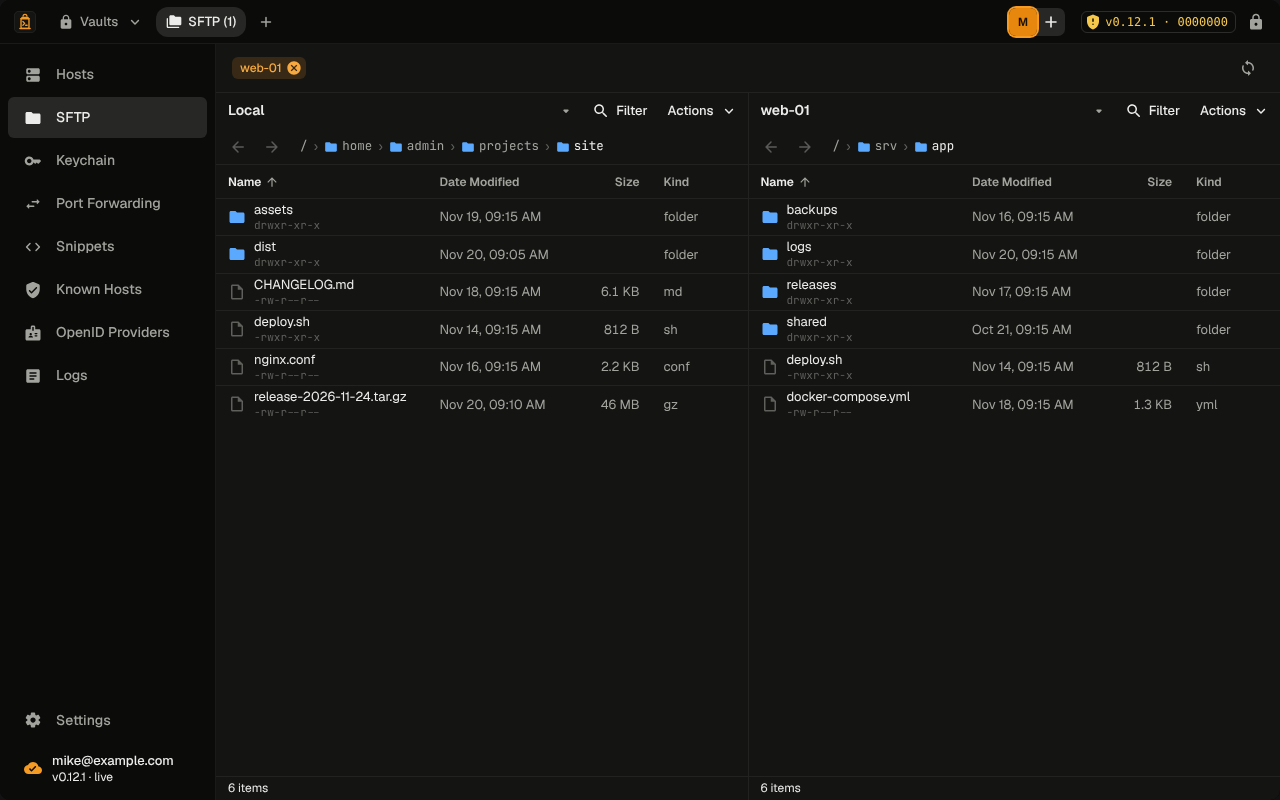 Vaults
SFTP (1)
M
v0.12.1 · 0000000
Hosts
SFTP
Keychain
Port Forwarding
Snippets
Known Hosts
OpenID Providers
Logs
Settings
mike@example.com
v0.12.1 · live
web-01
Local
Filter
Actions
/ › home › admin › projects › site
Name Date Modified Size Kind
assets
drwxr-xr-x
Nov 19, 09:15 AM folder
dist
drwxr-xr-x
Nov 20, 09:05 AM folder
CHANGELOG.md
-rw-r--r--
Nov 18, 09:15 AM 6.1 KB md
deploy.sh
-rwxr-xr-x
Nov 14, 09:15 AM 812 B sh
nginx.conf
-rw-r--r--
Nov 16, 09:15 AM 2.2 KB conf
release-2026-11-24.tar.gz
-rw-r--r--
Nov 20, 09:10 AM 46 MB gz
6 items
web-01
Filter
Actions
/ › srv › app
Name Date Modified Size Kind
backups
drwxr-xr-x
Nov 16, 09:15 AM folder
logs
drwxr-xr-x
Nov 20, 09:15 AM folder
releases
drwxr-xr-x
Nov 17, 09:15 AM folder
shared
drwxr-xr-x
Oct 21, 09:15 AM folder
deploy.sh
-rwxr-xr-x
Nov 14, 09:15 AM 812 B sh
docker-compose.yml
-rw-r--r--
Nov 18, 09:15 AM 1.3 KB yml
6 items